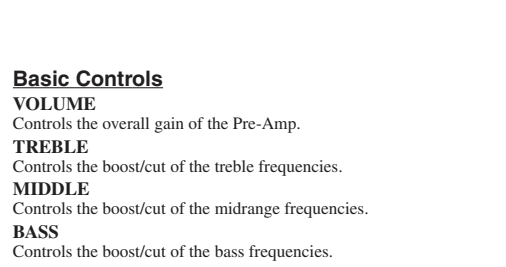 Basic Controls
VOLUME
Controls the overall gain of the Pre-Amp.
TREBLE
Controls the boost/cut of the treble frequencies.
MIDDLE
Controls the boost/cut of the midrange frequencies.
BASS
Controls the boost/cut of the bass frequencies.